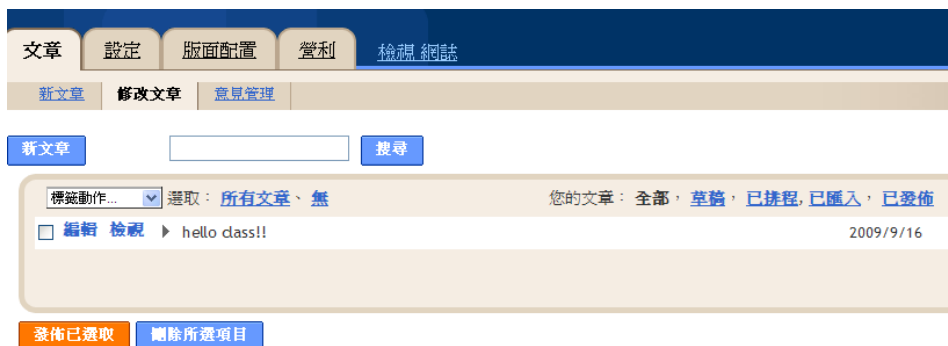 文章 設定 版面配置 營利 檢視 網誌
新文章 修改文章 意見管理
新文章 搜尋
標籤動作... 選取： 所有文章、 無 您的文章： 全部， 草稿， 已排程, 已匯入， 已發佈
編輯 檢視 hello class!! 2009/9/16
發佈已選取 刪除所選項目